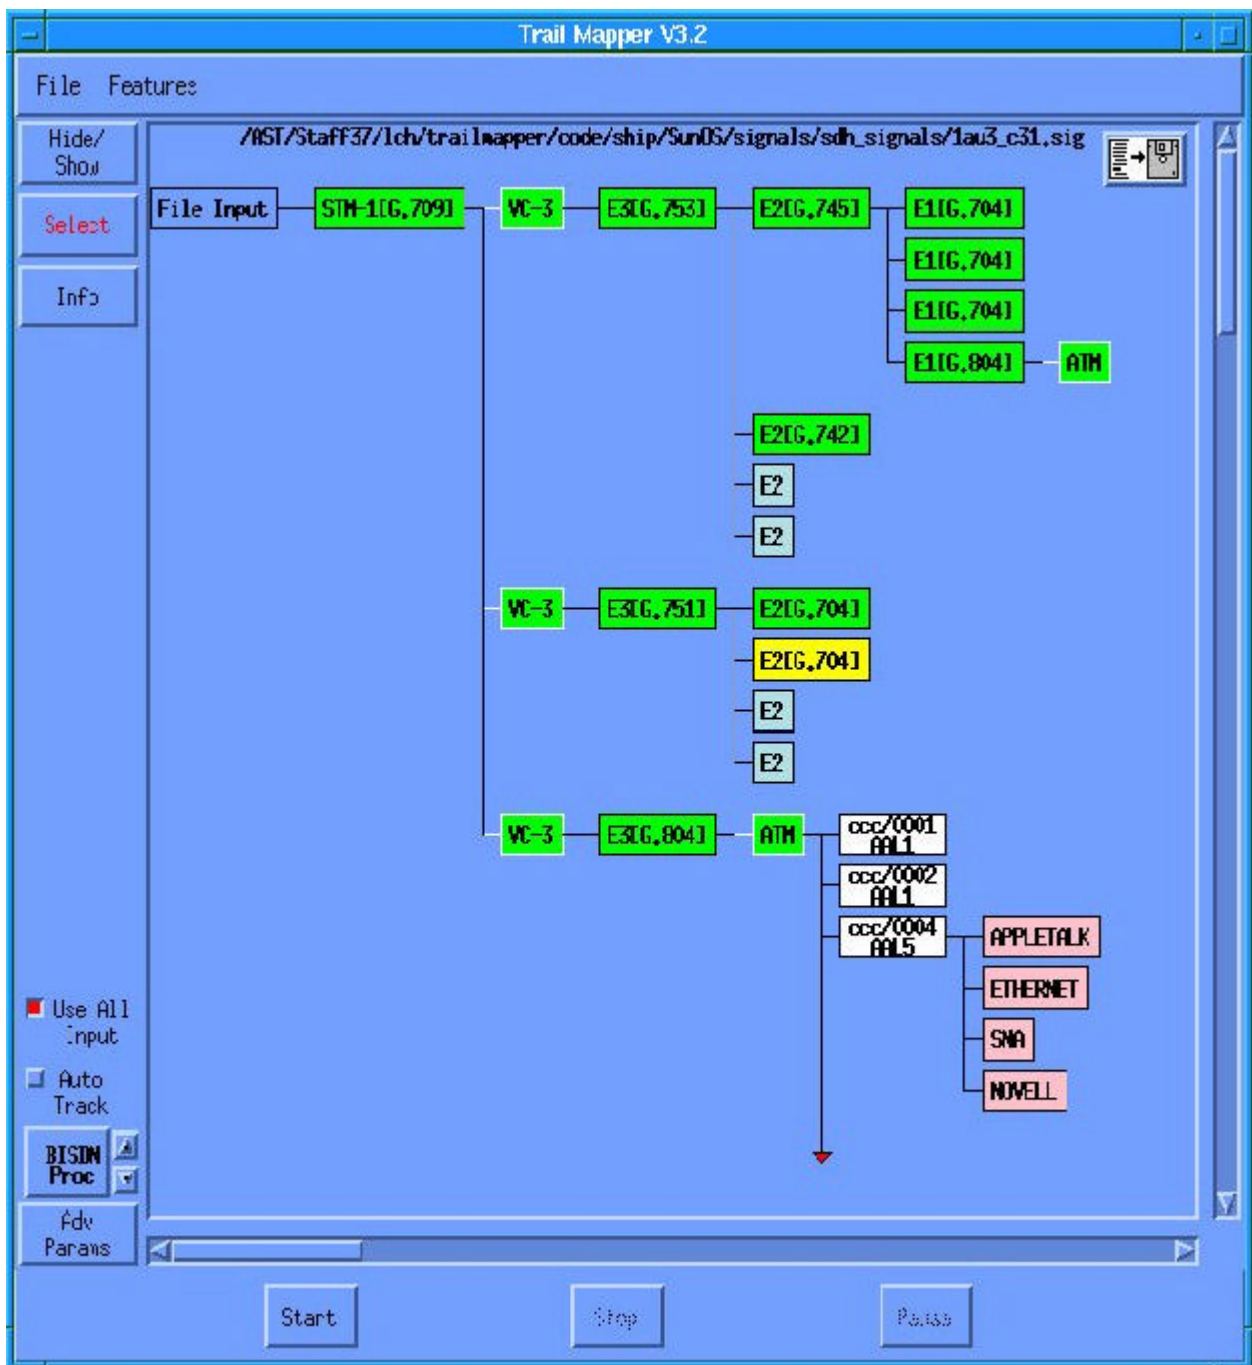 Trail Mapper V3.2
File Features
Hide/
Show
/AST/Staff37/lch/trailmapper/code/ship/SunOS/signals/sdh_signals/1au3_c31.sig
Select
Info
File Input
STM-1[G.709]
VC-3
E3[G.753]
E2[G.745]
E1[G.704]
E1[G.704]
E1[G.704]
E1[G.804]
ATM
E2[G.742]
E2
E2
VC-3
E3[G.751]
E2[G.704]
E2[G.704]
E2
E2
VC-3
E3[G.804]
ATM
ccc/0001
AAL1
ccc/0002
AAL1
ccc/0004
AAL5
APPLETALK
ETHERNET
SNA
NOVELL
Use All
Input
Auto
Track
BISDN
Proc
Adv
Params
Start
Stop
Pause